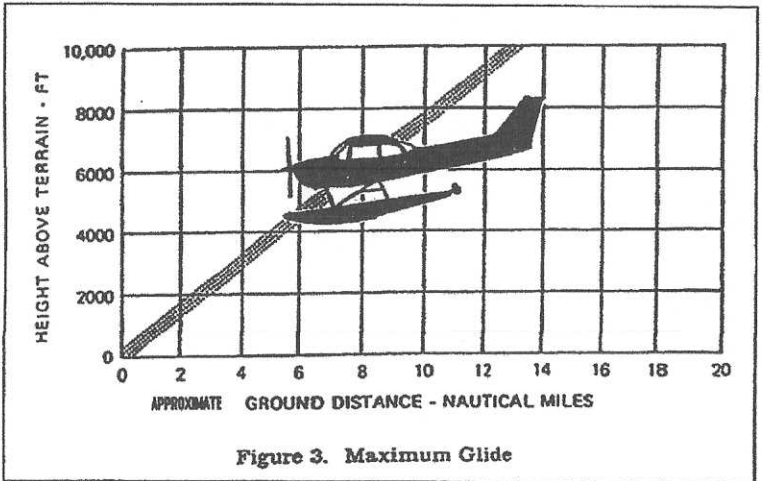 HEIGHT ABOVE TERRAIN - FT
10,000
8000
6000
4000
2000
0
0 2 4 6 8 10 12 14 16 18 20
APPROXIMATE GROUND DISTANCE - NAUTICAL MILES
Figure 3. Maximum Glide